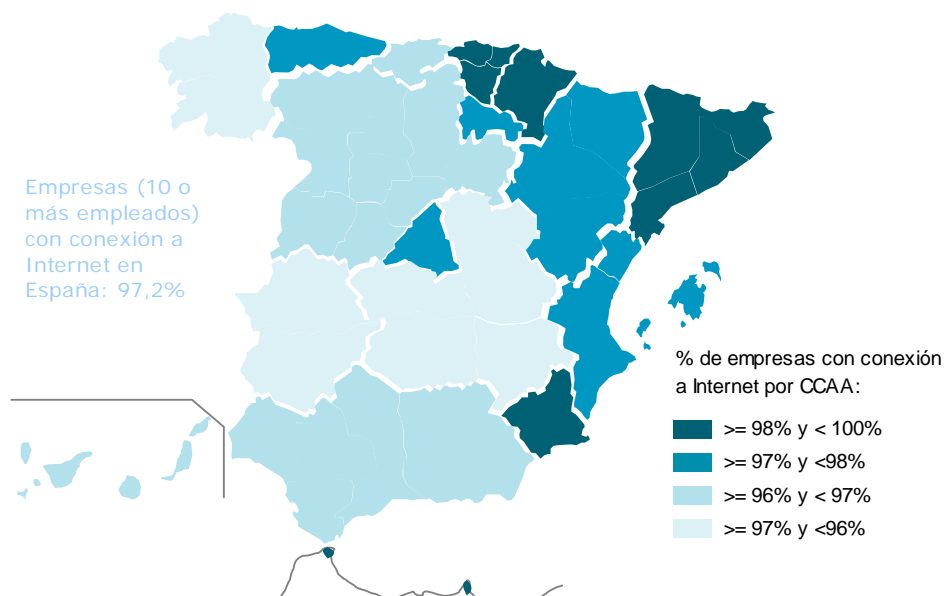 Empresas (10 o
más empleados)
con conexión a
Internet en
España: 97,2%
% de empresas con conexión
a Internet por CCAA:
>= 98% y < 100%
>= 97% y <98%
>= 96% y < 97%
>= 97% y <96%